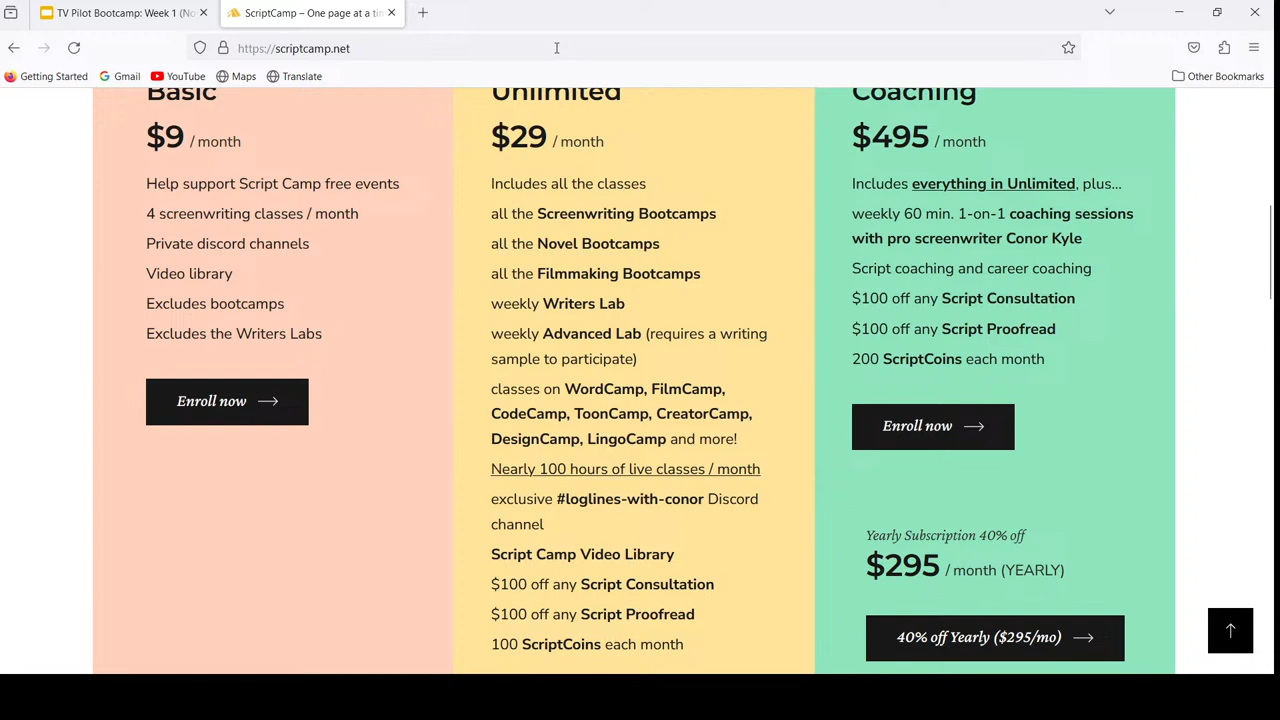 TV Pilot Bootcamp: Week 1 (No
ScriptCamp – One page at a tim
https://scriptcamp.net
Getting Started
Gmail
YouTube
Maps
Translate
Other Bookmarks
Basic
$9 / month
Help support Script Camp free events
4 screenwriting classes / month
Private discord channels
Video library
Excludes bootcamps
Excludes the Writers Labs
Enroll now
Unlimited
$29 / month
Includes all the classes
all the Screenwriting Bootcamps
all the Novel Bootcamps
all the Filmmaking Bootcamps
weekly Writers Lab
weekly Advanced Lab (requires a writing
sample to participate)
classes on WordCamp, FilmCamp,
CodeCamp, ToonCamp, CreatorCamp,
DesignCamp, LingoCamp and more!
Nearly 100 hours of live classes / month
exclusive #loglines-with-conor Discord
channel
Script Camp Video Library
$100 off any Script Consultation
$100 off any Script Proofread
100 ScriptCoins each month
Coaching
$495 / month
Includes everything in Unlimited, plus...
weekly 60 min. 1-on-1 coaching sessions
with pro screenwriter Conor Kyle
Script coaching and career coaching
$100 off any Script Consultation
$100 off any Script Proofread
200 ScriptCoins each month
Enroll now
Yearly Subscription 40% off
$295 / month (YEARLY)
40% off Yearly ($295/mo)